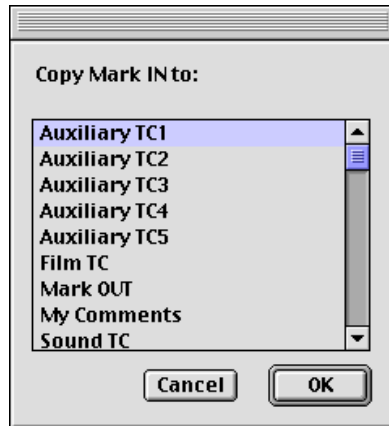 Copy Mark IN to:
Auxiliary TC1
Auxiliary TC2
Auxiliary TC3
Auxiliary TC4
Auxiliary TC5
Film TC
Mark OUT
My Comments
Sound TC
Cancel OK